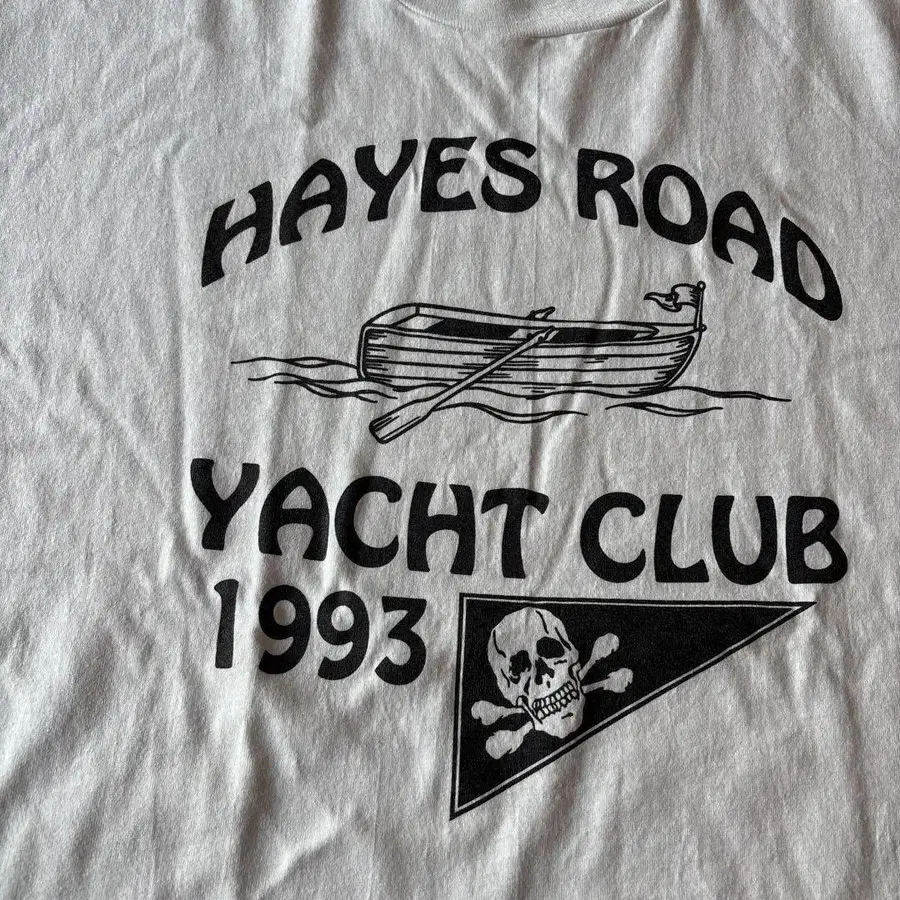 HAYES ROAD
YACHT CLUB
1993